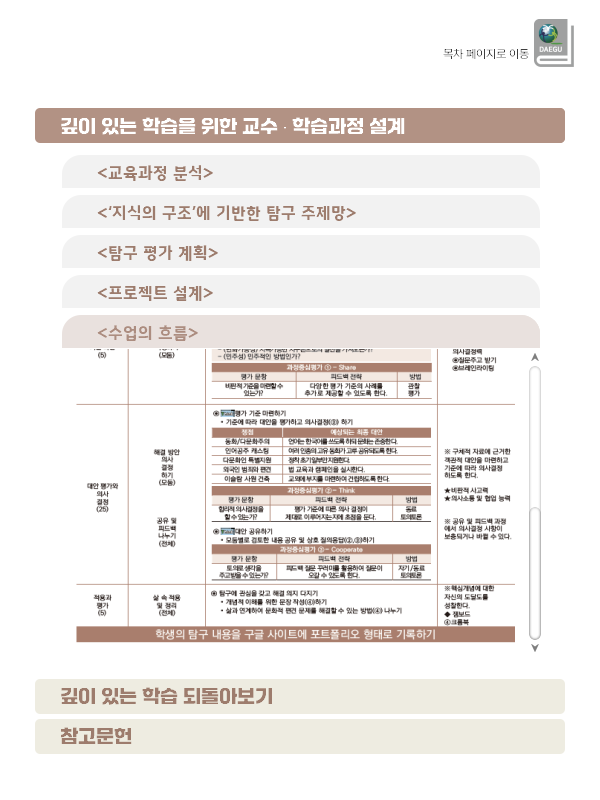 목차 페이지로 이동
DAEGU
깊이 있는 학습을 위한 교수 · 학습과정 설계
<교육과정 분석>
<‘지식의 구조’에 기반한 탐구 주제망>
<탐구 평가 계획>
<프로젝트 설계>
<수업의 흐름>
(5)
(모둠)
- (민주성) 민주적인 방법인가?
의사결정력
◉질문주고 받기
◉브레인라이팅
과정중심평가 ① - Share
평가 문항
피드백 전략
방법
비판적 기준을 마련할 수
있는가?
다양한 평가 기준의 사례를
추가로 제공할 수 있도록 한다.
관찰
평가
대안 평가와
의사
결정
(25)
해결 방안
의사
결정
하기
(모둠)
공유 및
피드백
나누기
(전체)
평가 기준 마련하기
• 기준에 따라 대안을 평가하고 의사결정(③) 하기
쟁점
예상되는 최종 대안
동화/다문화주의
언어는 한국어를 쓰도록 하되 문화는 존중한다.
인어공주 캐스팅
여러 인종의 고유 동화가 고루 공유되도록 한다.
다문화인 특별지원
정착 초기 일부만 지원한다.
외국인 범죄와 편견
법 교육과 캠페인을 실시한다.
이슬람 사원 건축
교외에 부지를 마련하여 건립하도록 한다.
과정중심평가 ② - Think
평가 문항
피드백 전략
방법
합리적 의사결정을
할 수 있는가?
평가 기준에 따른 의사 결정이
제대로 이루어지는지에 초점을 둔다.
동료
토의토론
대안 공유하기
• 모둠별로 검토한 내용 공유 및 상호 질의응답(②,③)하기
과정중심평가 ③ - Cooperate
평가 문항
피드백 전략
방법
토의로 생각을
주고받을 수 있는가?
피드백 질문 꾸러미를 활용하여 질문이
오갈 수 있도록 한다.
자기/동료
토의토론
※ 구체적 자료에 근거한
객관적 대안을 마련하고
기준에 따라 의사결정
하도록 한다.
★비판적 사고력
★의사소통 및 협업 능력
※ 공유 및 피드백 과정
에서 의사결정 사항이
보충되거나 바뀔 수 있다.
적용과
평가
(5)
삶 속 적용
및 정리
(전체)
◉ 탐구에 관심을 갖고 해결 의지 다지기
• 개념적 이해를 위한 문장 작성(④)하기
• 삶과 연계하여 문화적 편견 문제를 해결할 수 있는 방법(④) 나누기
※핵심개념에 대한
자신의 도달도를
성찰한다.
◆ 잼보드
④크롬북
학생의 탐구 내용을 구글 사이트에 포트폴리오 형태로 기록하기
깊이 있는 학습 되돌아보기
참고문헌